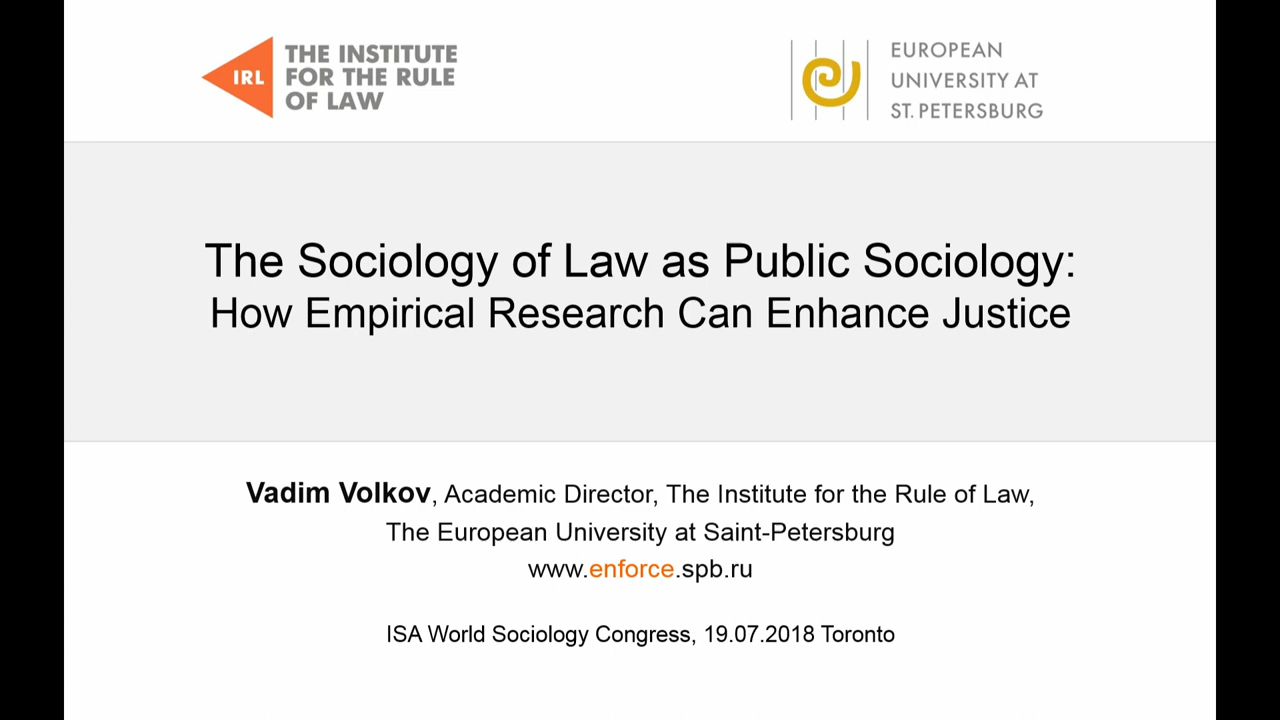 IRL
THE INSTITUTE
FOR THE RULE
OF LAW
EUROPEAN
UNIVERSITY AT
ST. PETERSBURG
The Sociology of Law as Public Sociology:
How Empirical Research Can Enhance Justice
Vadim Volkov, Academic Director, The Institute for the Rule of Law,
The European University at Saint-Petersburg
www.enforce.spb.ru
ISA World Sociology Congress, 19.07.2018 Toronto